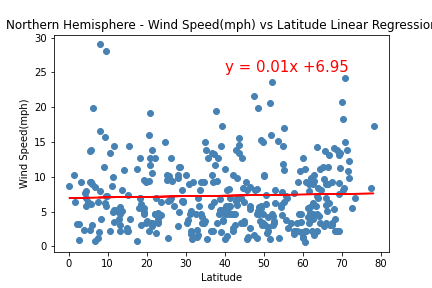 Northern Hemisphere - Wind Speed(mph) vs Latitude Linear Regression
y = 0.01x +6.95
Wind Speed(mph)
30
25
20
15
10
5
0
0 10 20 30 40 50 60 70 80
Latitude